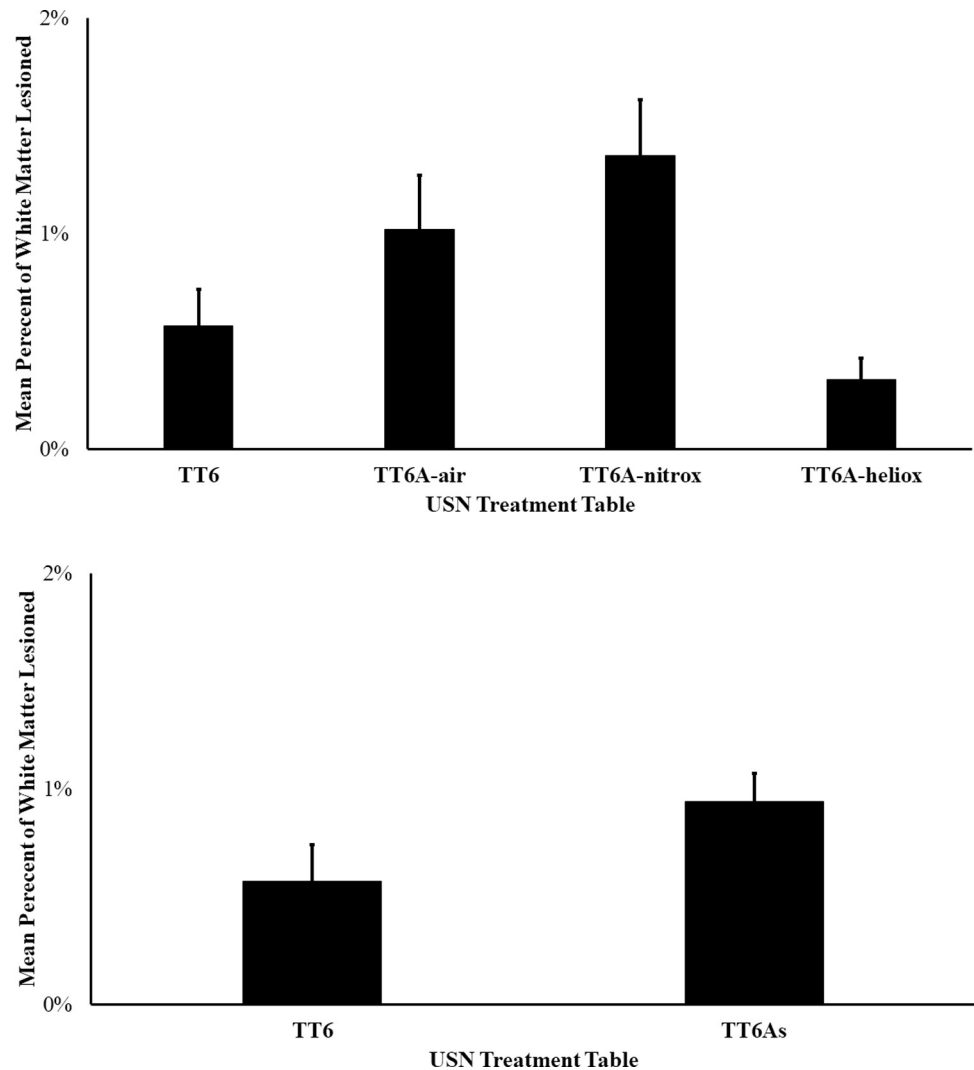 2%
Mean Perecent of White Matter Lesioned
1%
0%
TT6 TT6A-air TT6A-nitrox TT6A-heliox
USN Treatment Table
2%
Mean Perecent of White Matter Lesioned
1%
0%
TT6 TT6As
USN Treatment Table